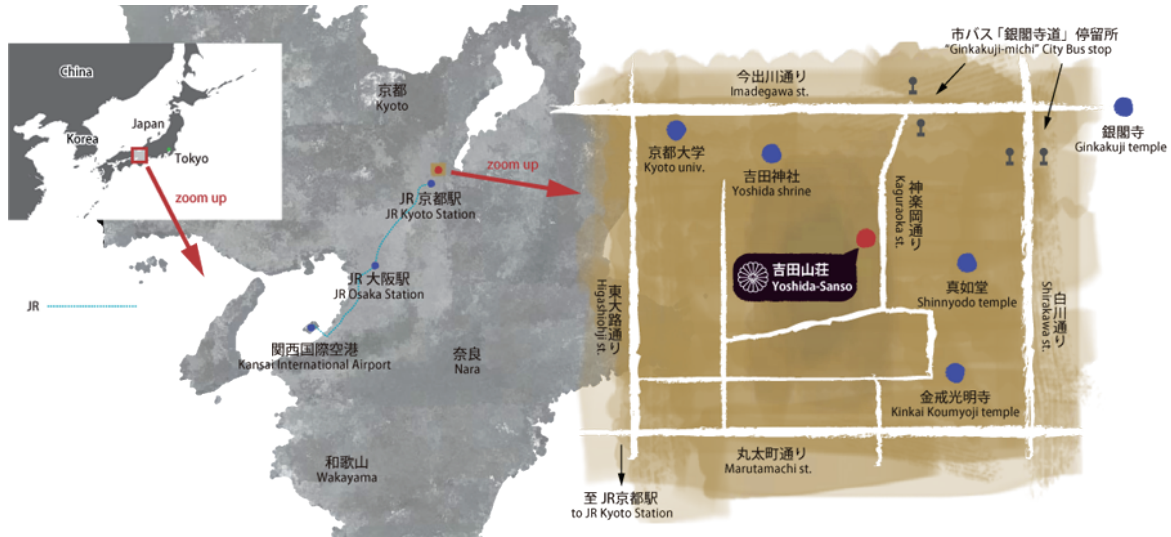 China
Japan
Korea
Tokyo
zoom up
JR
京都
Kyoto
zoom up
JR 京都駅
JR Kyoto Station
JR 大阪駅
JR Osaka Station
関西国際空港
Kansai International Airport
奈良
Nara
和歌山
Wakayama
市バス「銀閣寺道」停留所
"Ginkakuji-michi" City Bus stop
今出川通り
Imadegawa st.
銀閣寺
Ginkakuji temple
京都大学
Kyoto univ.
吉田神社
Yoshida shrine
神楽岡通り
Kaguraoka st.
吉田山荘
Yoshida-Sanso
真如堂
Shinnyodo temple
東大路通り
Higashiohji st.
白川通り
Shirakawa st.
金戒光明寺
Kinkai Koumyoji temple
丸太町通り
Marutamachi st.
至 JR京都駅
to JR Kyoto Station